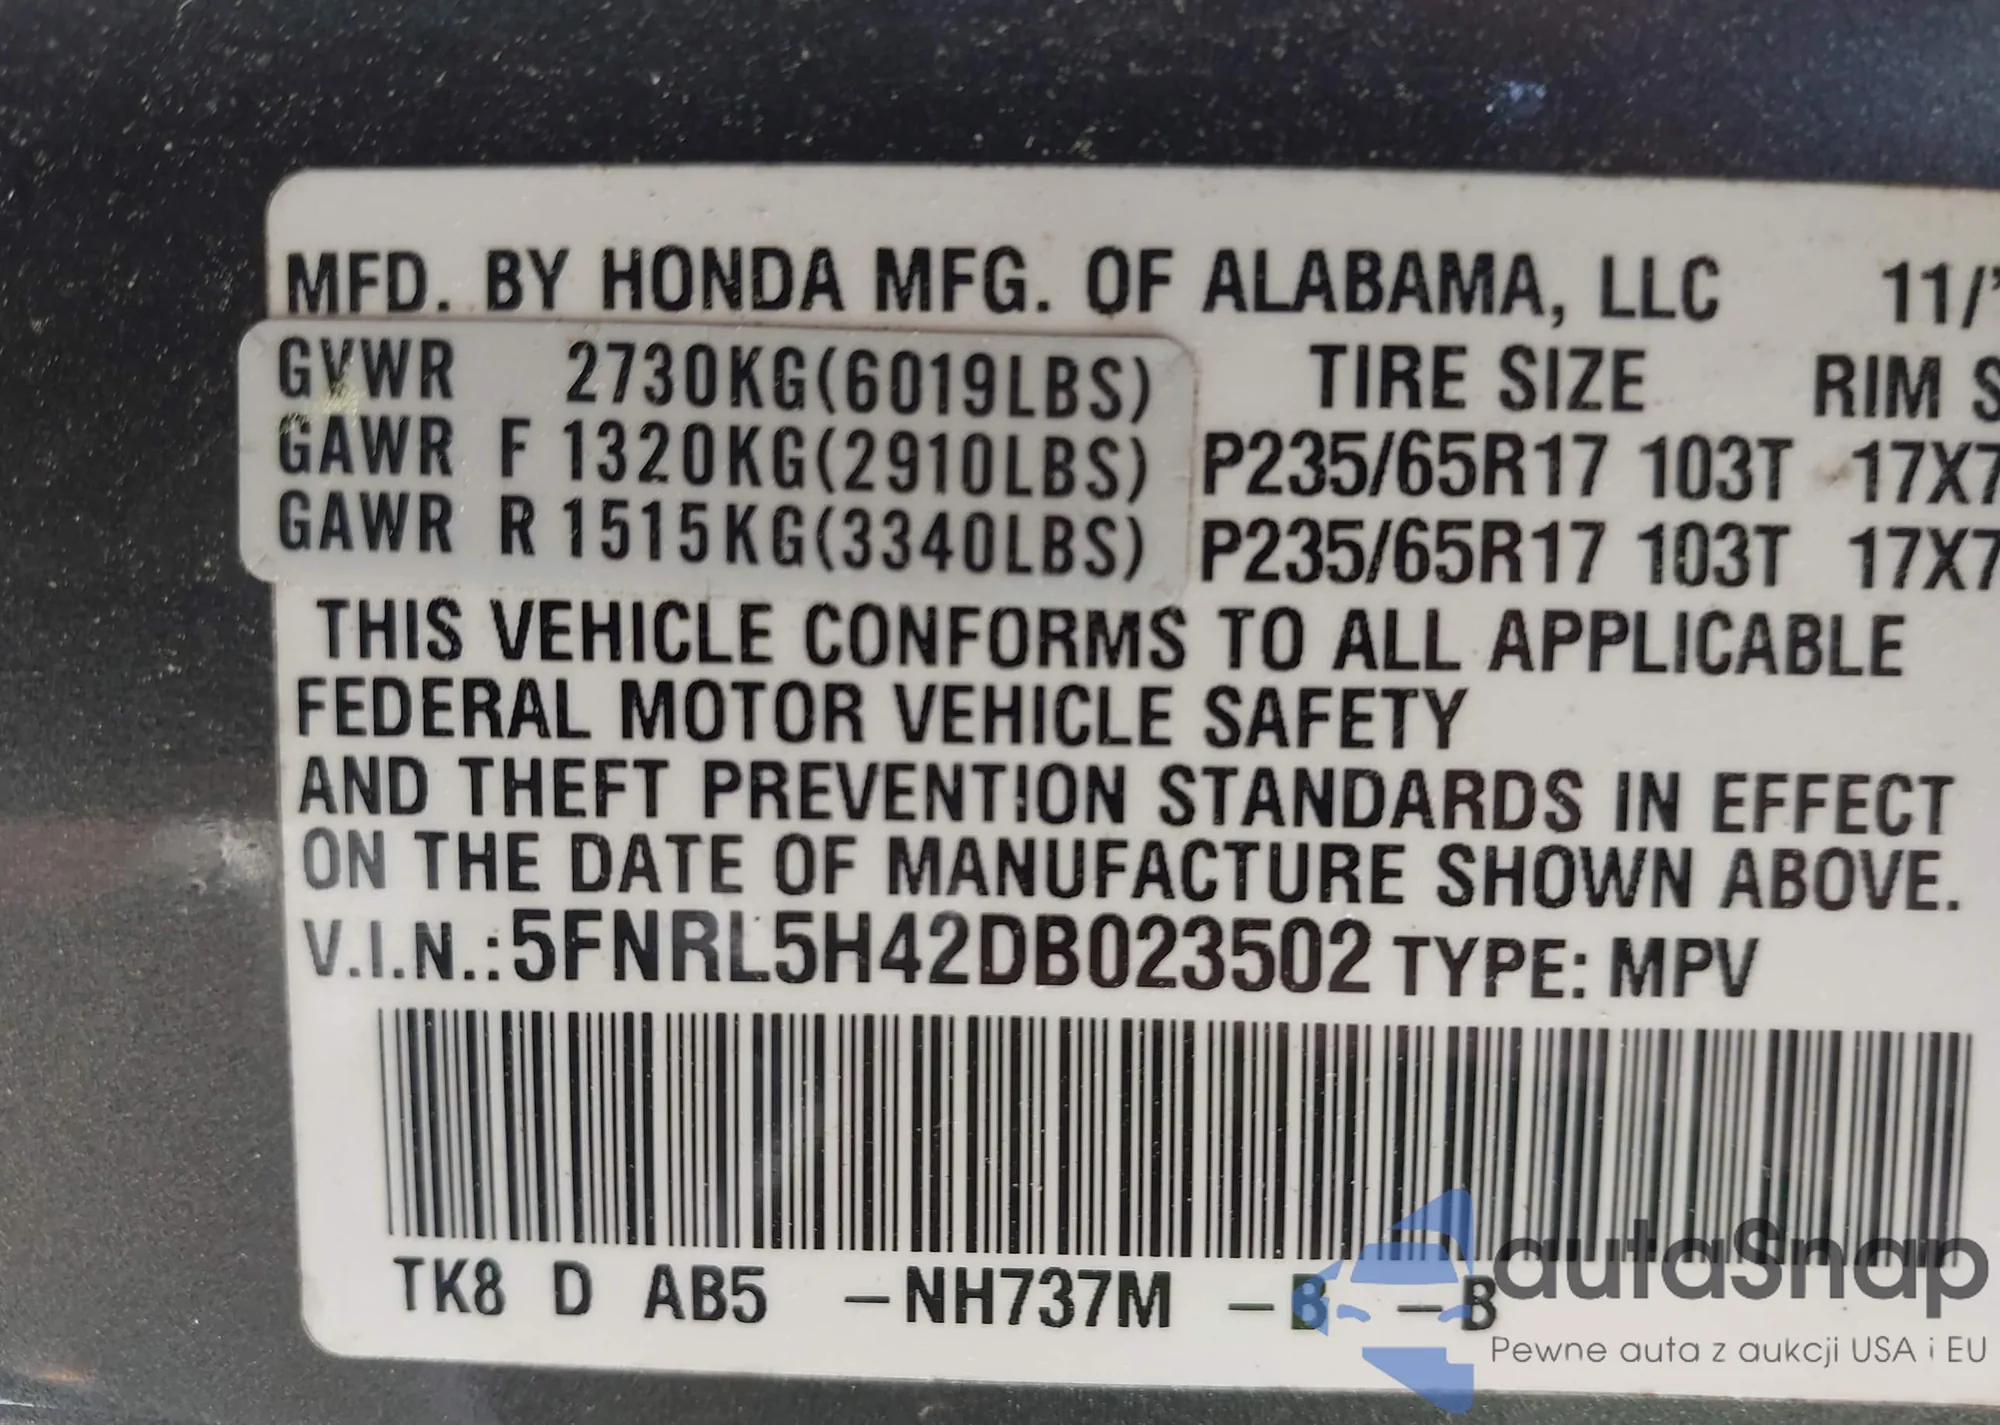 MFD. BY HONDA MFG. OF ALABAMA, LLC 11/'
GVWR 2730KG(6019LBS) TIRE SIZE RIM S
GAWR F 1320KG(2910LBS) P235/65R17 103T 17X7
GAWR R 1515KG(3340LBS) P235/65R17 103T 17X7
THIS VEHICLE CONFORMS TO ALL APPLICABLE
FEDERAL MOTOR VEHICLE SAFETY
AND THEFT PREVENTION STANDARDS IN EFFECT
ON THE DATE OF MANUFACTURE SHOWN ABOVE.
V.I.N.:5FNRL5H42DB023502 TYPE: MPV
TK8 D AB5 –NH737M –B –B
autaSnap
Pewne auta z aukcji USA i EU